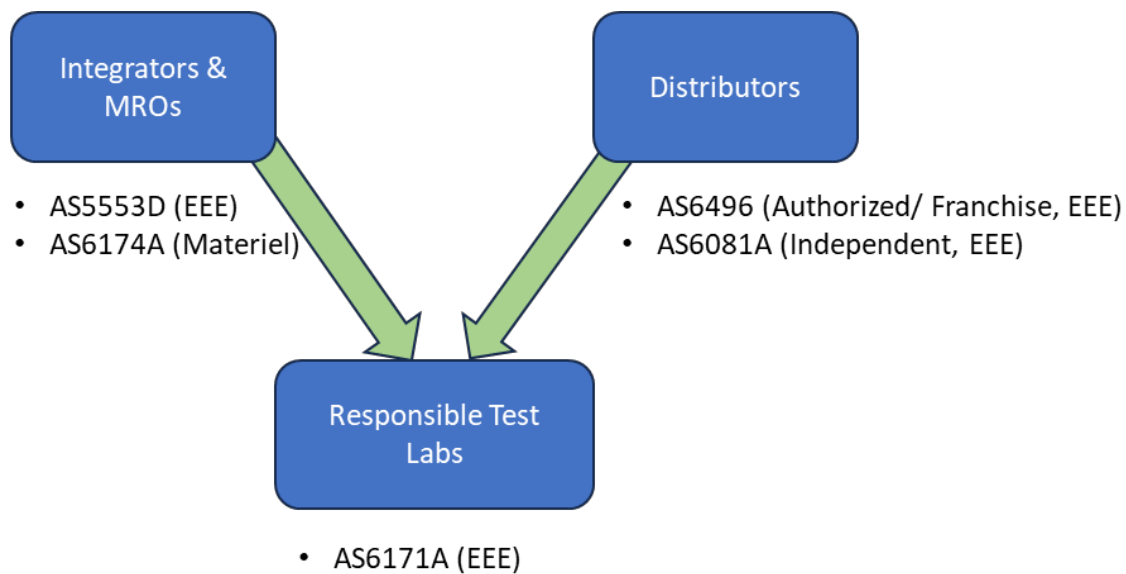 Integrators &
MROs
Distributors
• AS5553D (EEE)
• AS6174A (Materiel)
• AS6496 (Authorized/ Franchise, EEE)
• AS6081A (Independent, EEE)
Responsible Test
Labs
• AS6171A (EEE)